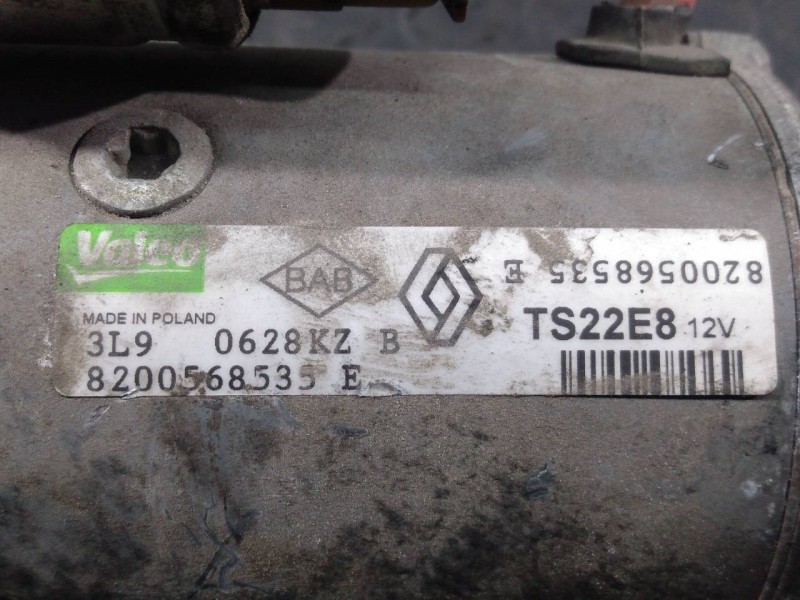 Valeo
BAB
8200568535 E
MADE IN POLAND
TS22E8 12V
3L9 0628KZ B
8200568535 E